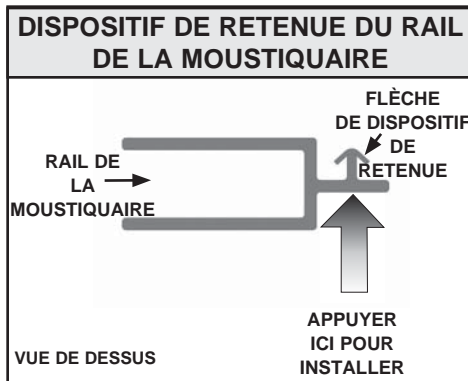 DISPOSITIF DE RETENUE DU RAIL
DE LA MOUSTIQUAIRE
FLÈCHE
DE DISPOSITIF
DE
RETENUE
RAIL DE
LA
MOUSTIQUAIRE
APPUYER
ICI POUR
INSTALLER
VUE DE DESSUS